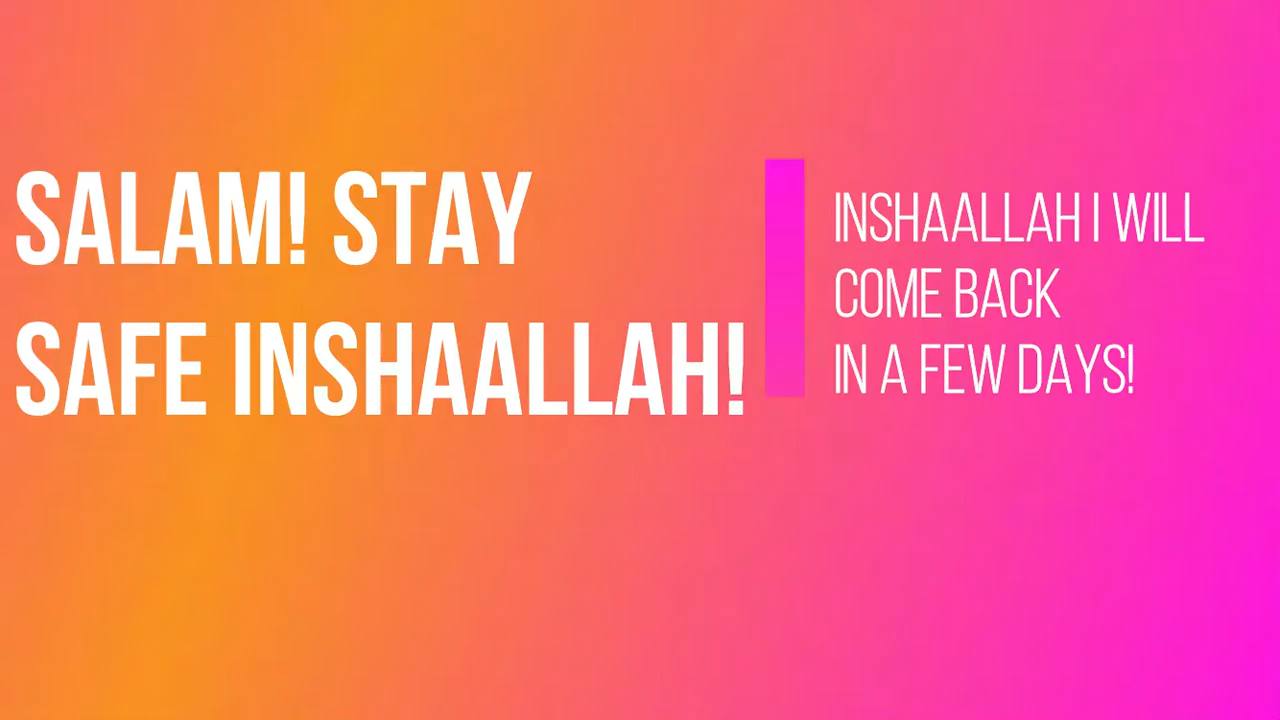 SALAM! STAY
SAFE INSHAALLAH!
INSHAALLAH I WILL
COME BACK
IN A FEW DAYS!